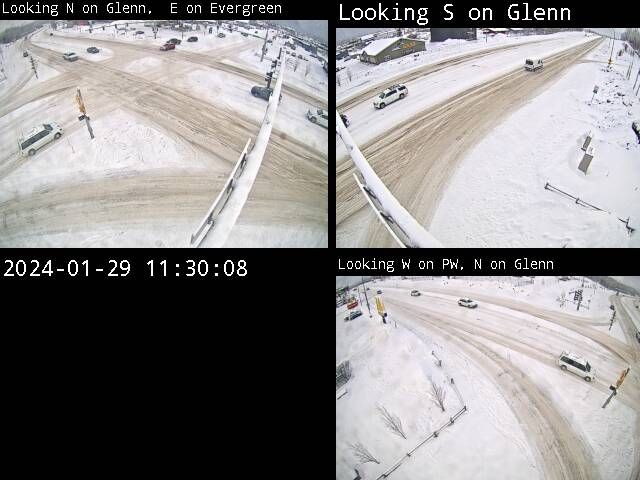 Looking N on Glenn,  E on Evergreen
Looking S on Glenn
2024-01-29 11:30:08
Looking W on PW, N on Glenn